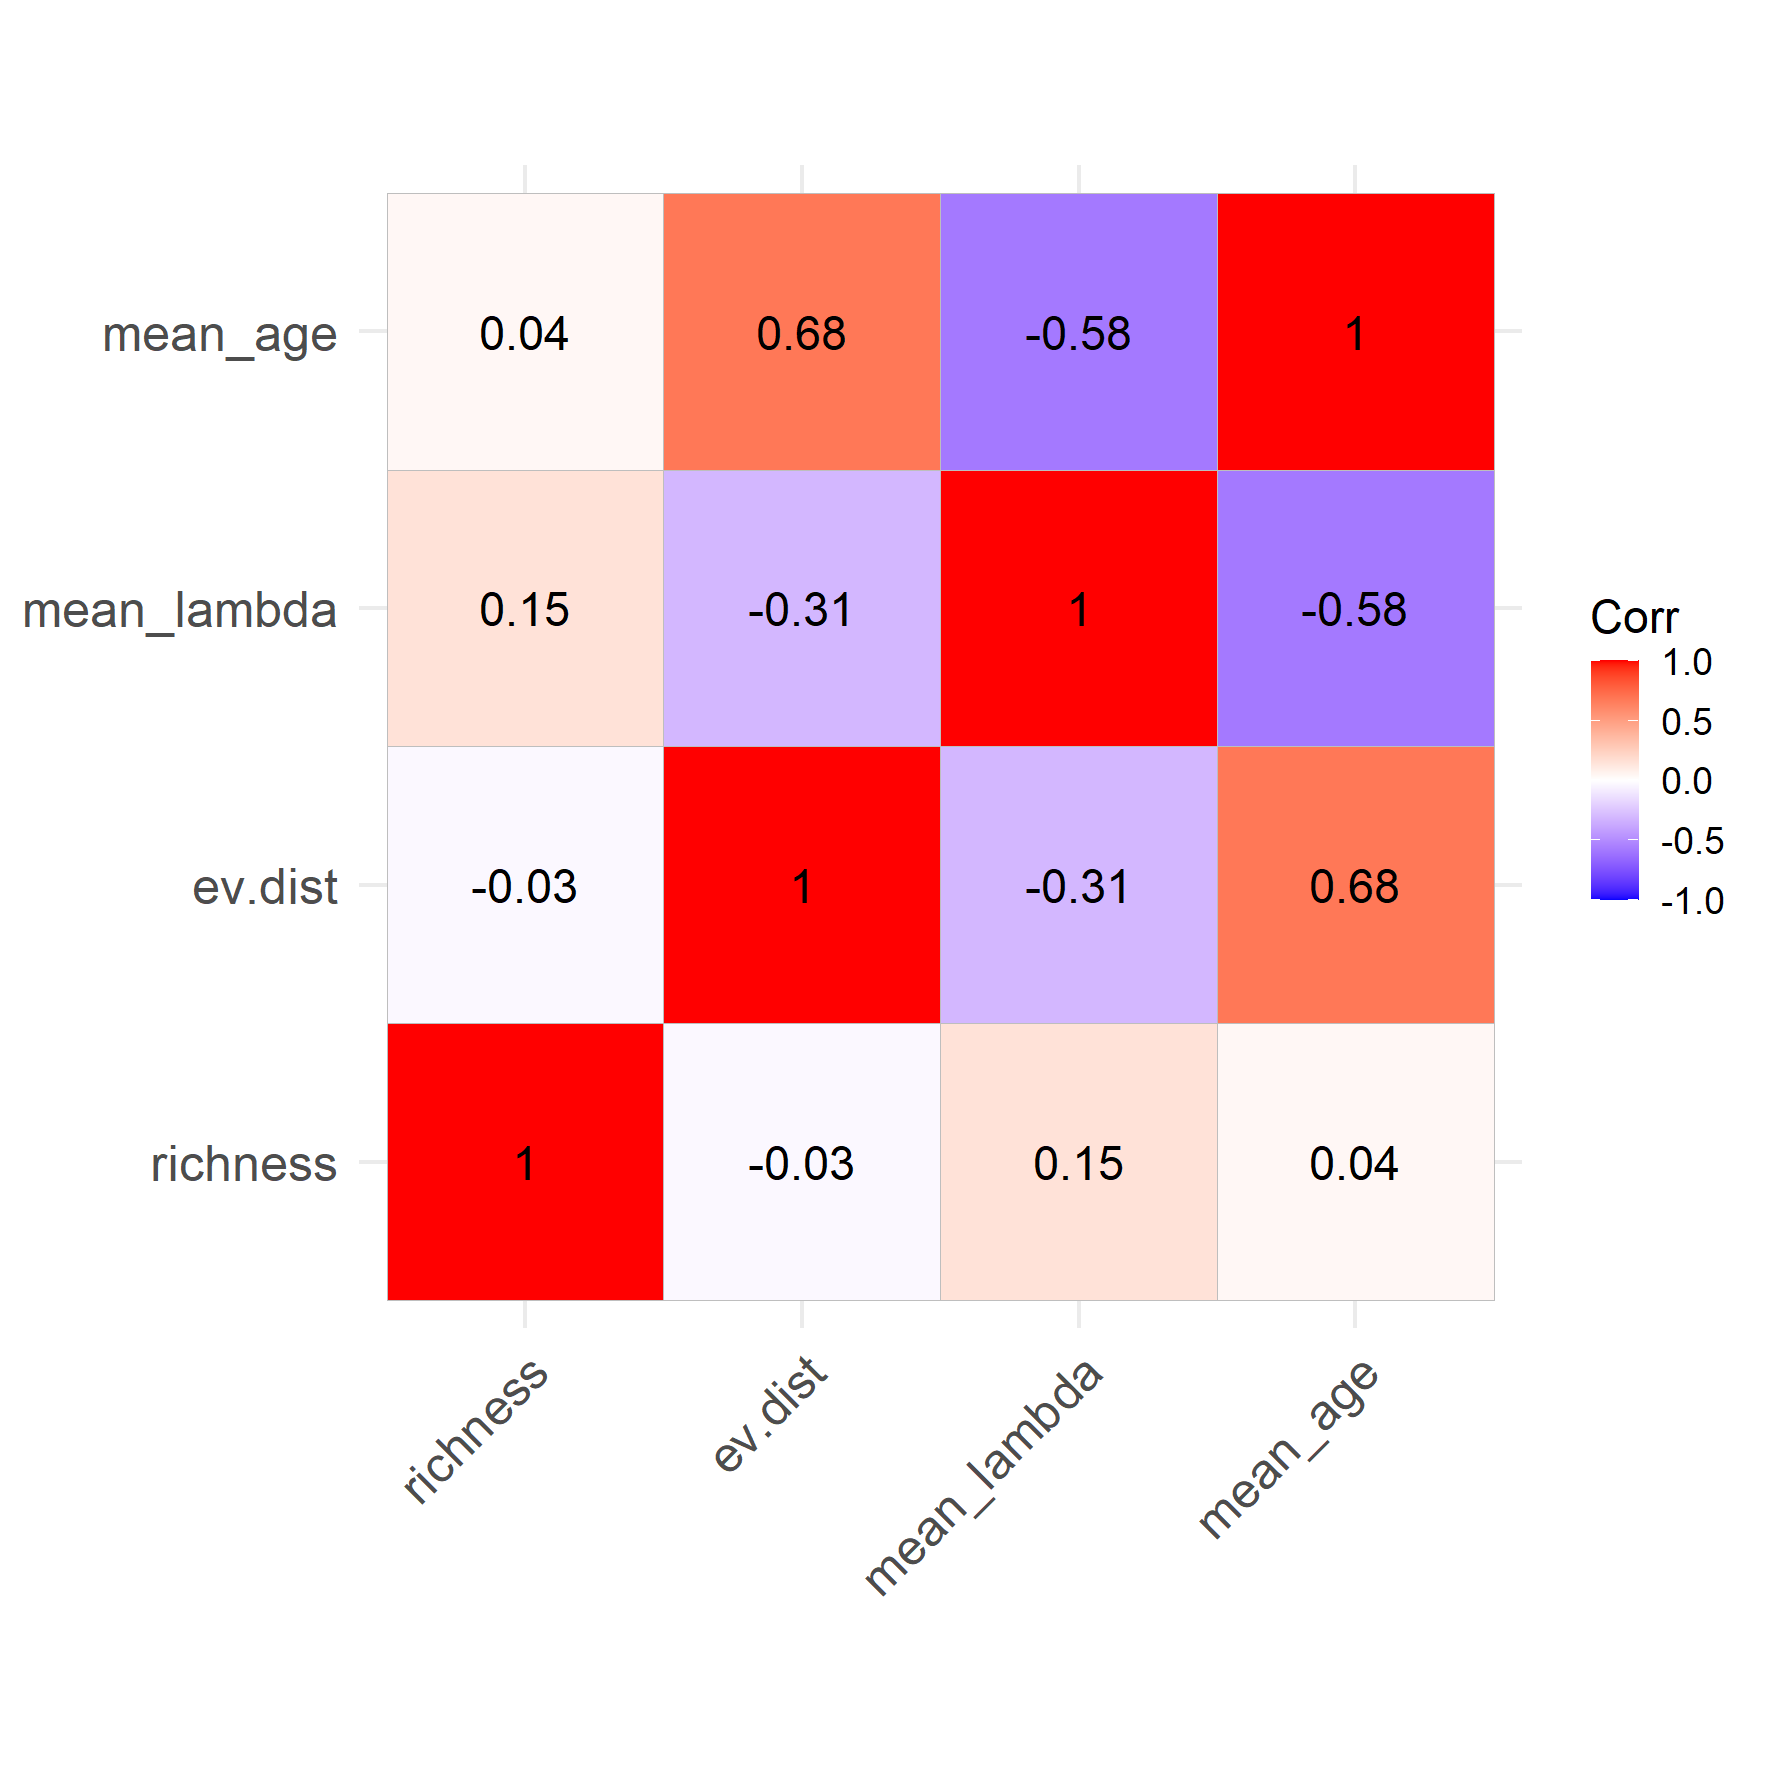 mean_age 0.04 0.68 -0.58 1
mean_lambda 0.15 -0.31 1 -0.58
ev.dist -0.03 1 -0.31 0.68
richness 1 -0.03 0.15 0.04
richness ev.dist mean_lambda mean_age
Corr
1.0
0.5
0.0
-0.5
-1.0